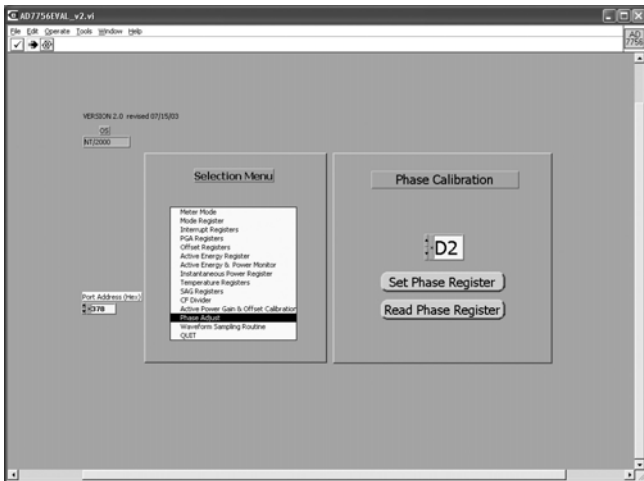 AD7756EVAL_v2.vi
File Edit Operate Tools Window Help
AD
7756
VERSION 2.0 revised 07/15/03
OS
NT/2000
Selection Menu
Meter Mode
Mode Register
Interrupt Registers
PGA Registers
Offset Registers
Active Energy Register
Active Energy & Power Monitor
Instantaneous Power Register
Temperature Registers
SAG Registers
CF Divider
Active Power Gain & Offset Calibration
Phase Adjust
Waveform Sampling Routine
QUIT
Port Address (Hex)
378
Phase Calibration
D2
Set Phase Register
Read Phase Register